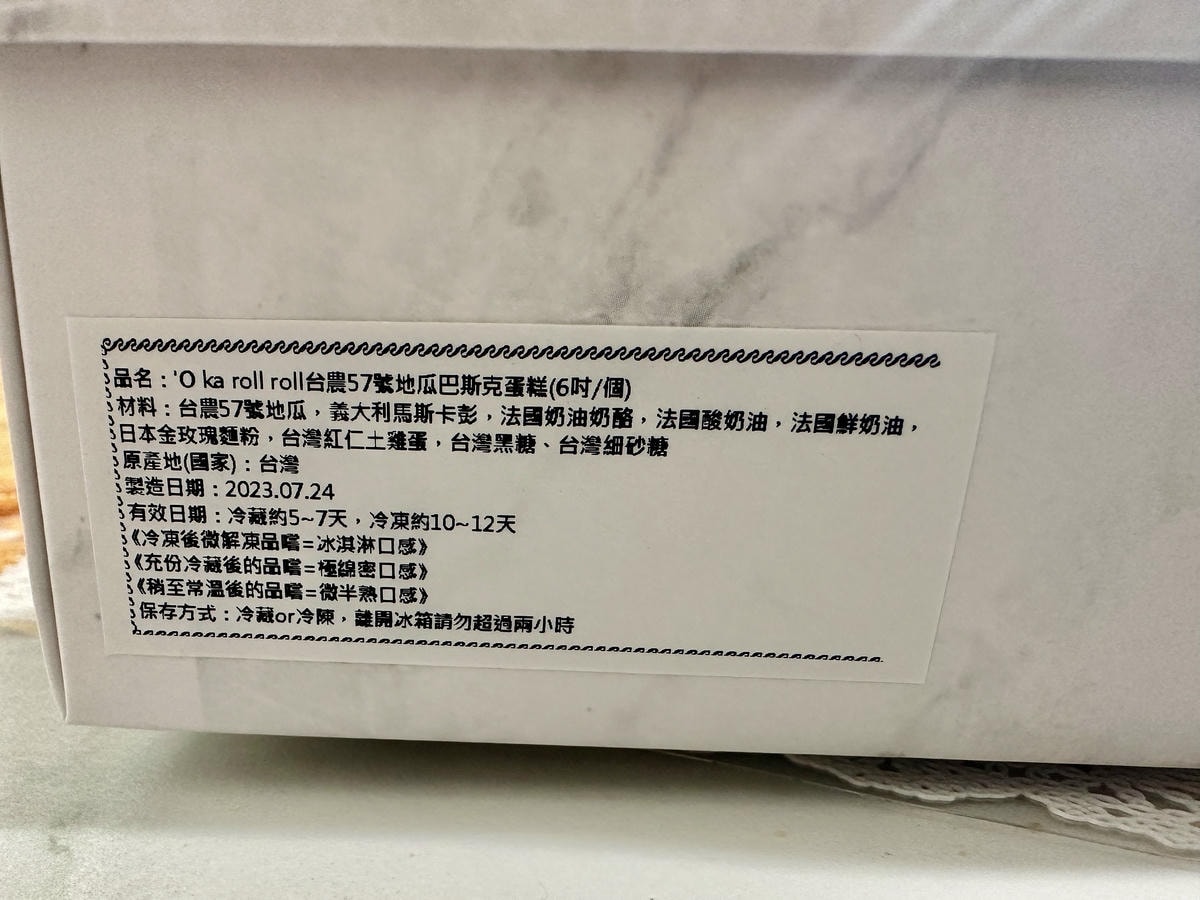 品名：'O ka roll roll台農57號地瓜巴斯克蛋糕(6吋/個)
材料：台農57號地瓜，義大利馬斯卡彭，法國奶油奶酪，法國酸奶油，法國鮮奶油，
日本金玫瑰麵粉，台灣紅仁土雞蛋，台灣黑糖、台灣細砂糖
原產地(國家)：台灣
製造日期：2023.07.24
有效日期：冷藏約5~7天，冷凍約10~12天
《冷凍後微解凍品嚐=冰淇淋口感》
《充份冷藏後的品嚐=極綿密口感》
《稍至常溫後的品嚐=微半熟口感》
保存方式：冷藏or冷陳，離開冰箱請勿超過兩小時